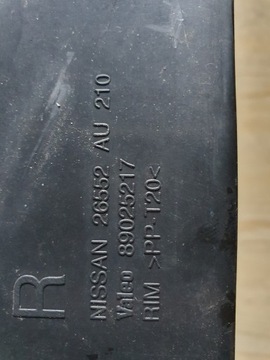 R
NISSAN 26552 AU 210
Valeo 89025217
RIM >PP-T20<